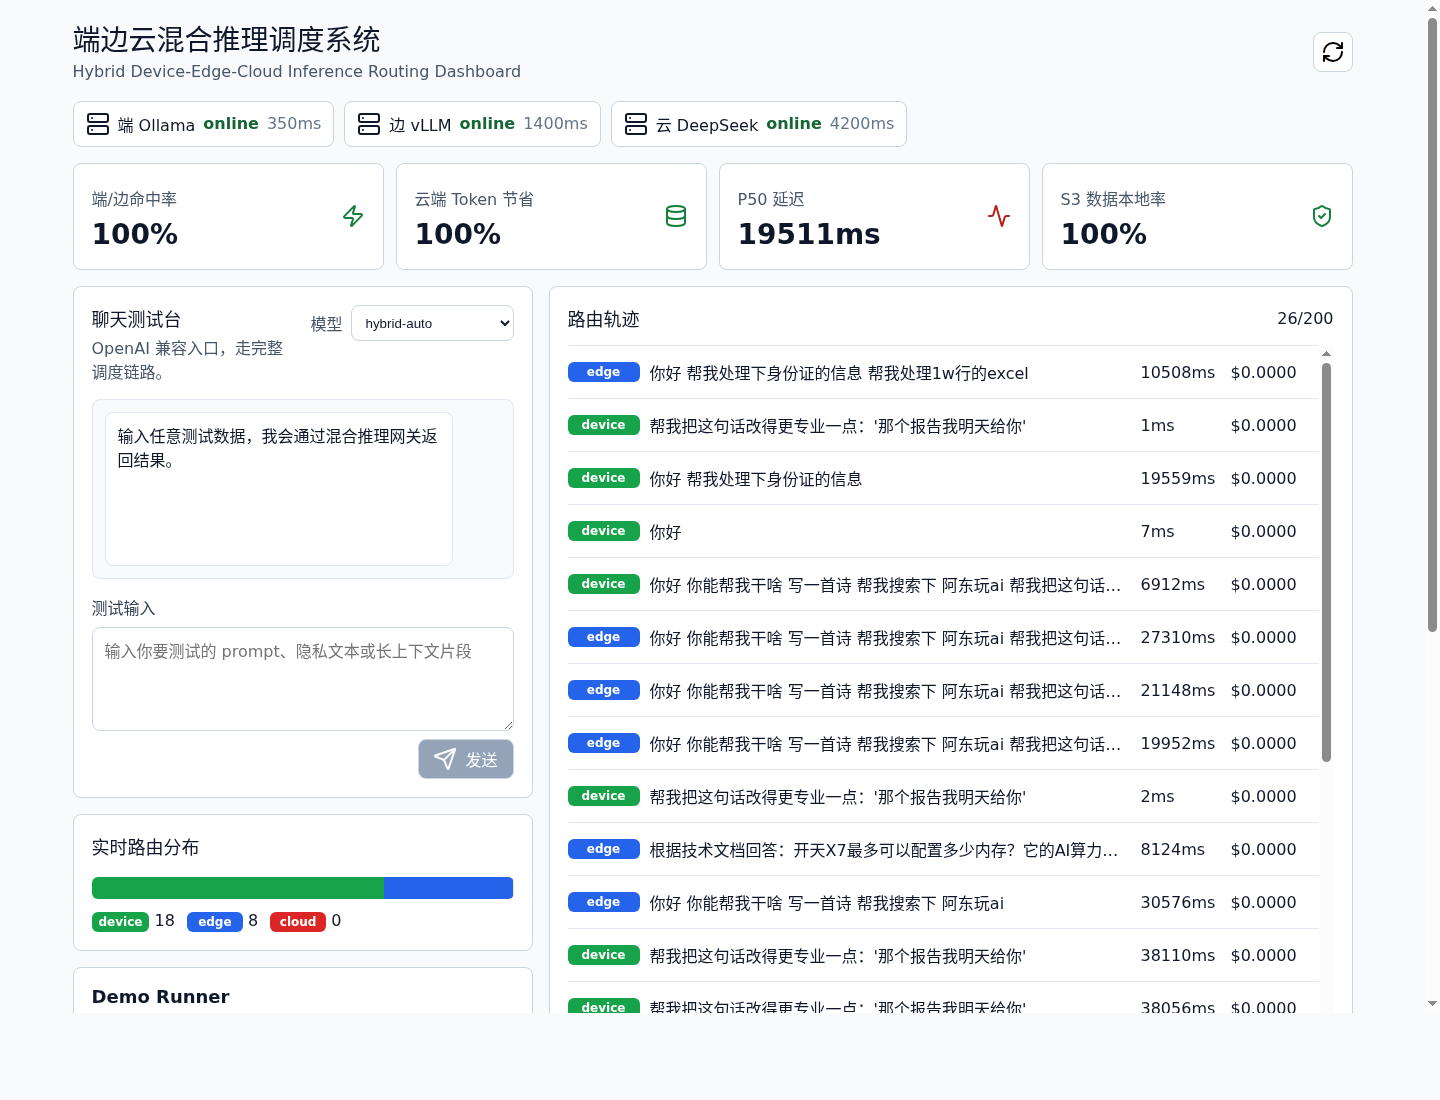 端边云混合推理调度系统
Hybrid Device-Edge-Cloud Inference Routing Dashboard
端 Ollama online 350ms
边 vLLM online 1400ms
云 DeepSeek online 4200ms
端/边命中率
100%
云端 Token 节省
100%
P50 延迟
19511ms
S3 数据本地率
100%
聊天测试台
OpenAI 兼容入口，走完整
调度链路。
模型 hybrid-auto
输入任意测试数据，我会通过混合推理网关返
回结果。
测试输入
输入你要测试的 prompt、隐私文本或长上下文片段
发送
实时路由分布
device 18 edge 8 cloud 0
Demo Runner
路由轨迹 26/200
edge 你好 帮我处理下身份证的信息 帮我处理1w行的excel 10508ms $0.0000
device 帮我把这句话改得更专业一点：'那个报告我明天给你' 1ms $0.0000
device 你好 帮我处理下身份证的信息 19559ms $0.0000
device 你好 7ms $0.0000
device 你好 你能帮我干啥 写一首诗 帮我搜索下 阿东玩ai 帮我把这句话… 6912ms $0.0000
edge 你好 你能帮我干啥 写一首诗 帮我搜索下 阿东玩ai 帮我把这句话… 27310ms $0.0000
edge 你好 你能帮我干啥 写一首诗 帮我搜索下 阿东玩ai 帮我把这句话… 21148ms $0.0000
edge 你好 你能帮我干啥 写一首诗 帮我搜索下 阿东玩ai 帮我把这句话… 19952ms $0.0000
device 帮我把这句话改得更专业一点：'那个报告我明天给你' 2ms $0.0000
edge 根据技术文档回答：开天X7最多可以配置多少内存？它的AI算力… 8124ms $0.0000
edge 你好 你能帮我干啥 写一首诗 帮我搜索下 阿东玩ai 30576ms $0.0000
device 帮我把这句话改得更专业一点：'那个报告我明天给你' 38110ms $0.0000
device 帮我把这句话改得更专业一点：'那个报告我明天给你' 38056ms $0.0000